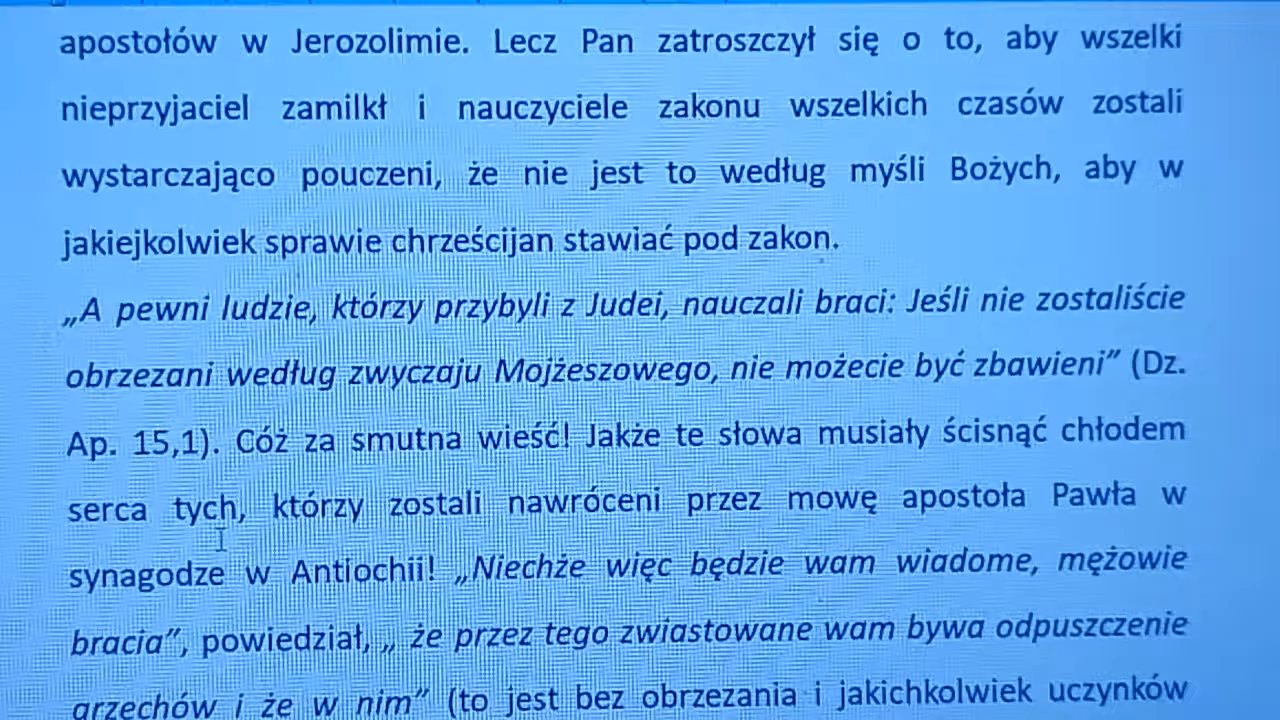 apostołów w Jerozolimie. Lecz Pan zatroszczył się o to, aby wszelki
nieprzyjaciel zamilkł i nauczyciele zakonu wszelkich czasów zostali
wystarczająco pouczeni, że nie jest to według myśli Bożych, aby w
jakiejkolwiek sprawie chrześcijan stawiać pod zakon.
„A pewni ludzie, którzy przybyli z Judei, nauczali braci: Jeśli nie zostaliście
obrzezani według zwyczaju Mojżeszowego, nie możecie być zbawieni” (Dz.
Ap. 15,1). Cóż za smutna wieść! Jakże te słowa musiały ścisnąć chłodem
serca tych, którzy zostali nawróceni przez mowę apostoła Pawła w
synagodze w Antiochii! „Niechże więc będzie wam wiadome, mężowie
bracia”, powiedział, „ że przez tego zwiastowane wam bywa odpuszczenie
grzechów i że w nim” (to jest bez obrzezania i jakichkolwiek uczynków